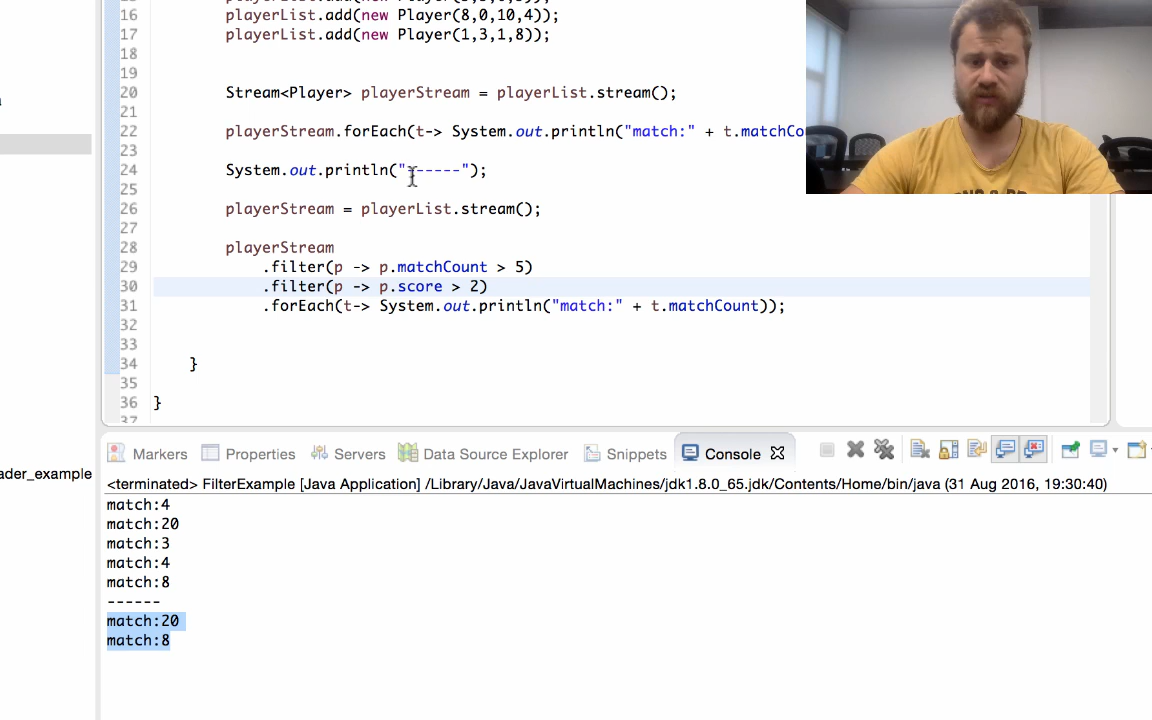 16 playerList.add(new Player(8,0,10,4));
17 playerList.add(new Player(1,3,1,8));
18
19
20 Stream<Player> playerStream = playerList.stream();
21
22 playerStream.forEach(t-> System.out.println("match:" + t.matchCo
23
24 System.out.println("------");
25
26 playerStream = playerList.stream();
27
28 playerStream
29 .filter(p -> p.matchCount > 5)
30 .filter(p -> p.score > 2)
31 .forEach(t-> System.out.println("match:" + t.matchCount));
32
33
34 }
35
36 }
37
Markers Properties Servers Data Source Explorer Snippets Console
ader_example
<terminated> FilterExample [Java Application] /Library/Java/JavaVirtualMachines/jdk1.8.0_65.jdk/Contents/Home/bin/java (31 Aug 2016, 19:30:40)
match:4
match:20
match:3
match:4
match:8
------
match:20
match:8